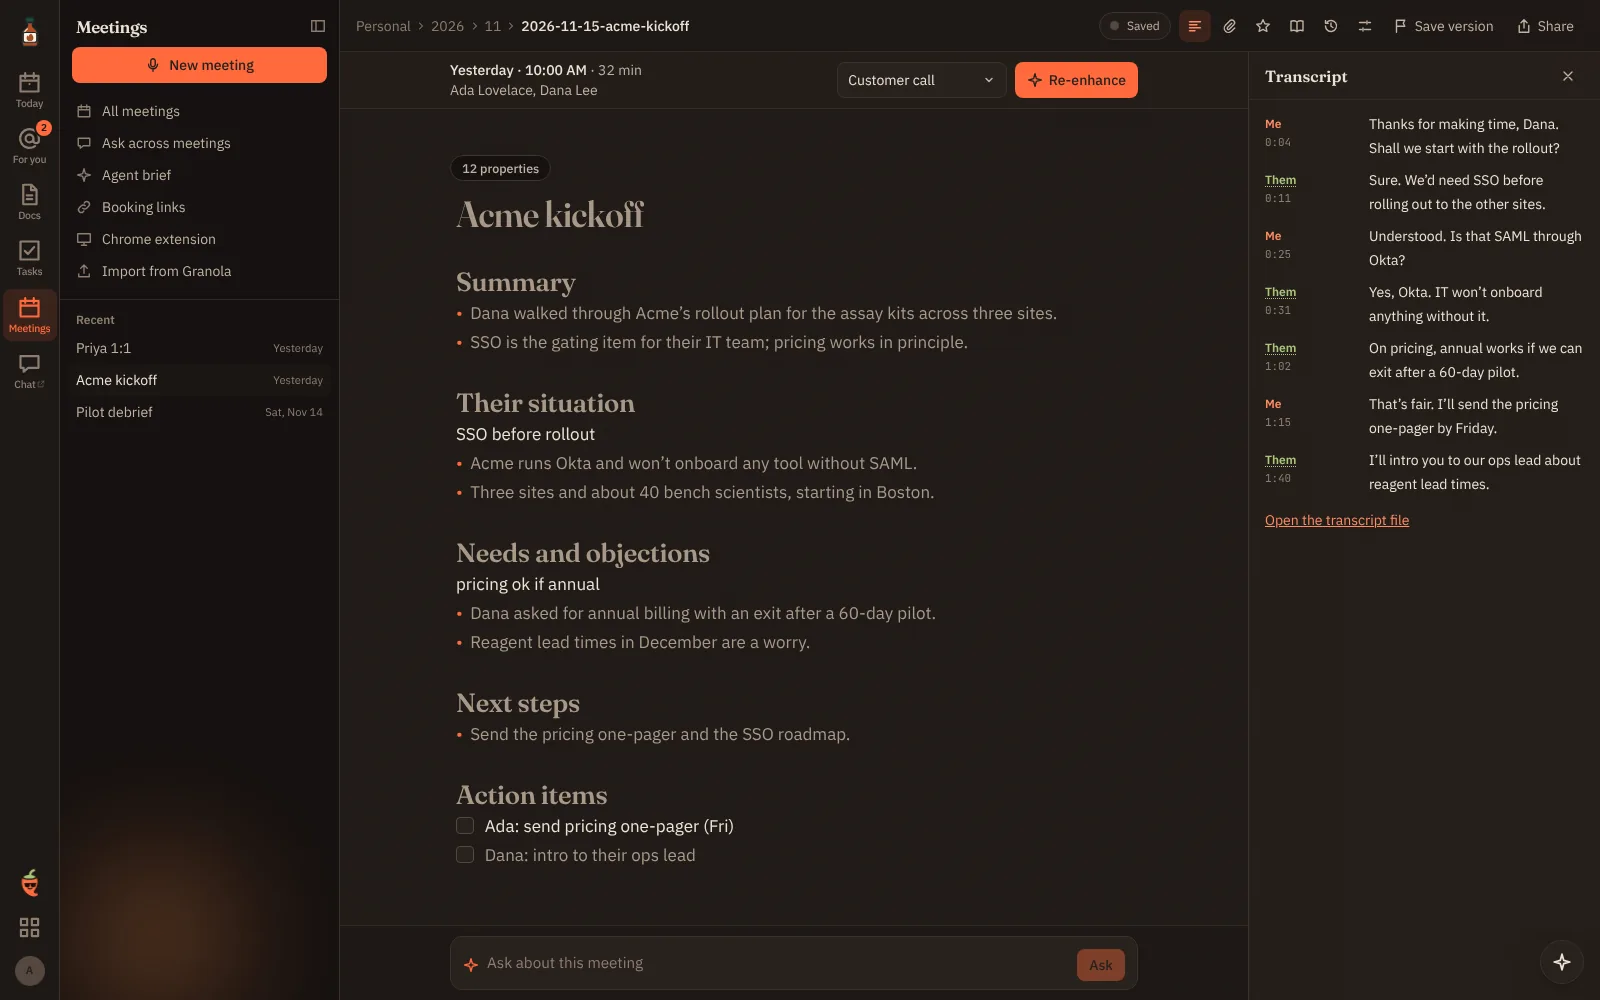 Today
2
For you
Docs
Tasks
Meetings
Chat
A
Meetings
New meeting
All meetings
Ask across meetings
Agent brief
Booking links
Chrome extension
Import from Granola
Recent
Priya 1:1 Yesterday
Acme kickoff Yesterday
Pilot debrief Sat, Nov 14
Personal › 2026 › 11 › 2026-11-15-acme-kickoff
Saved
Save version
Share
Yesterday · 10:00 AM · 32 min
Ada Lovelace, Dana Lee
Customer call
Re-enhance
12 properties
Acme kickoff
Summary
• Dana walked through Acme’s rollout plan for the assay kits across three sites.
• SSO is the gating item for their IT team; pricing works in principle.
Their situation
SSO before rollout
• Acme runs Okta and won’t onboard any tool without SAML.
• Three sites and about 40 bench scientists, starting in Boston.
Needs and objections
pricing ok if annual
• Dana asked for annual billing with an exit after a 60-day pilot.
• Reagent lead times in December are a worry.
Next steps
• Send the pricing one-pager and the SSO roadmap.
Action items
Ada: send pricing one-pager (Fri)
Dana: intro to their ops lead
Ask about this meeting
Ask
Transcript
Me
0:04
Thanks for making time, Dana.
Shall we start with the rollout?
Them
0:11
Sure. We’d need SSO before
rolling out to the other sites.
Me
0:25
Understood. Is that SAML through
Okta?
Them
0:31
Yes, Okta. IT won’t onboard
anything without it.
Them
1:02
On pricing, annual works if we can
exit after a 60-day pilot.
Me
1:15
That’s fair. I’ll send the pricing
one-pager by Friday.
Them
1:40
I’ll intro you to our ops lead about
reagent lead times.
Open the transcript file